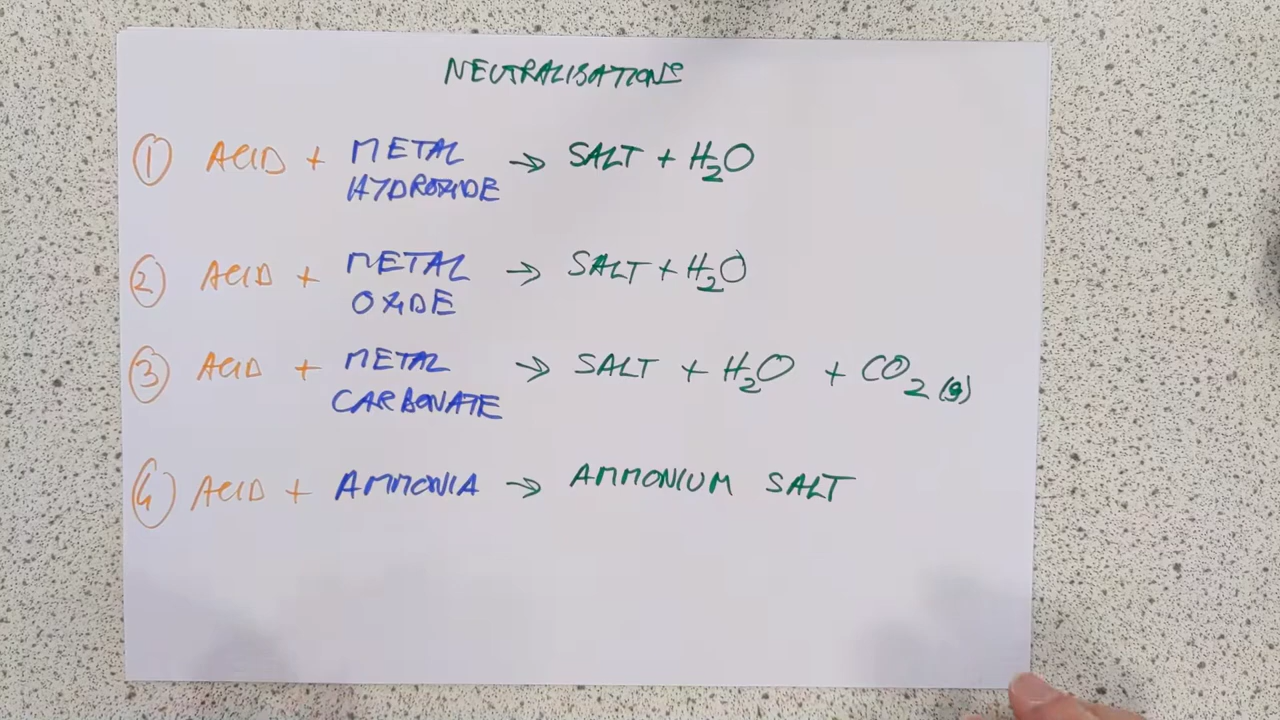 NEUTRALISATIONS
① ACID + METAL HYDROXIDE → SALT + H₂O
② ACID + METAL OXIDE → SALT + H₂O
③ ACID + METAL CARBONATE → SALT + H₂O + CO₂(g)
④ ACID + AMMONIA → AMMONIUM SALT